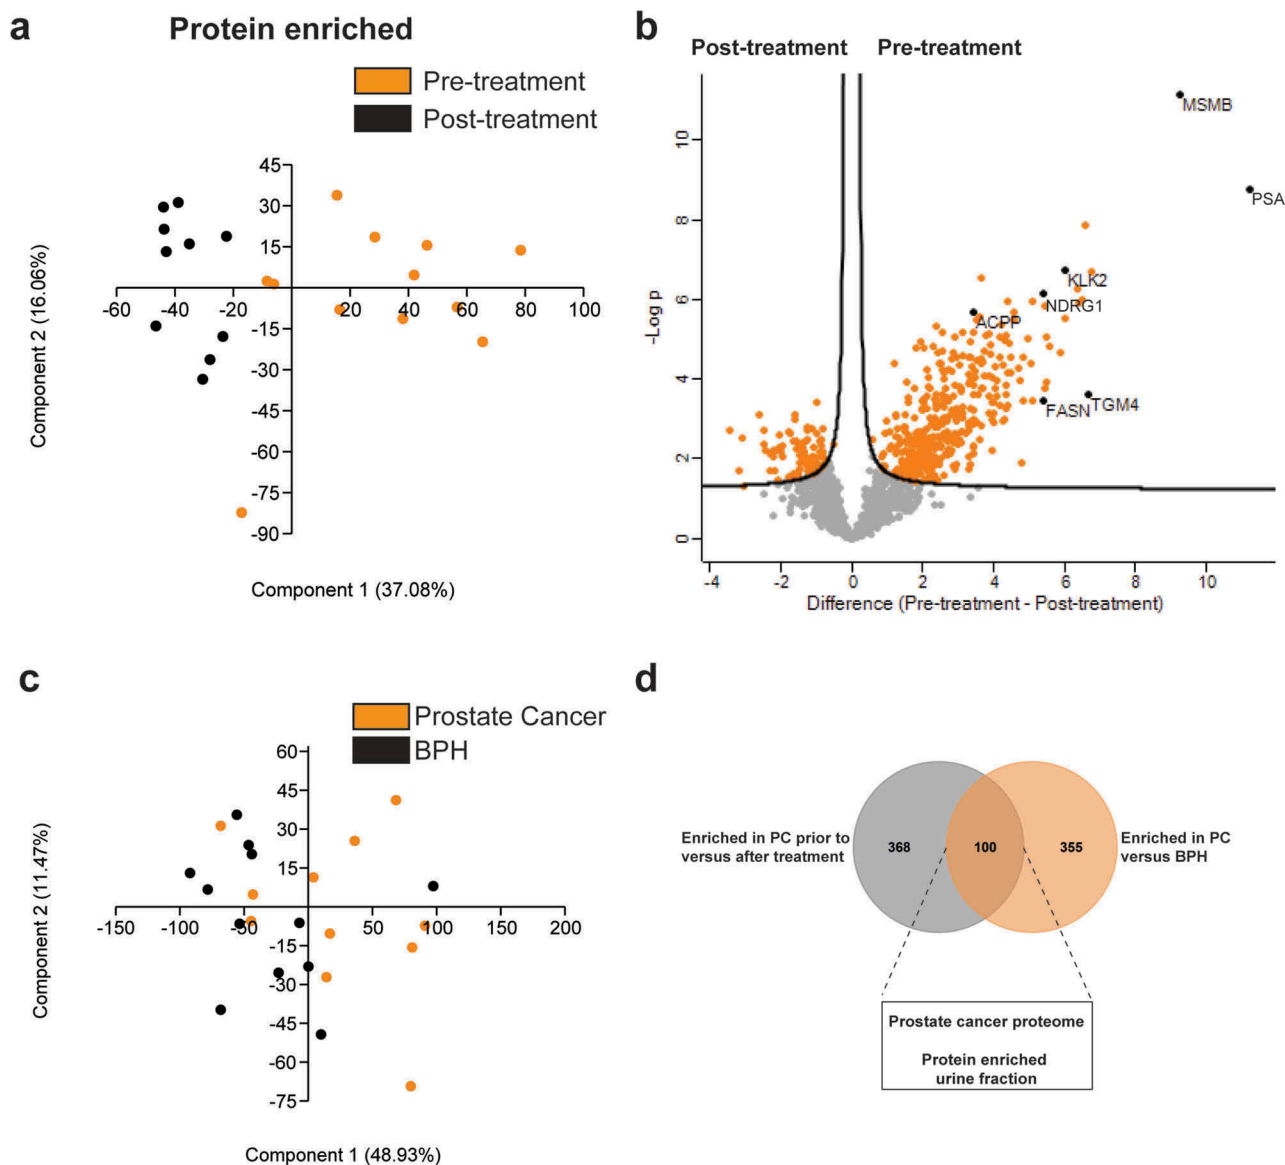 a
Protein enriched
Pre-treatment
Post-treatment
45
30
15
-60
-40
-20
20
40
60
80
100
-15
-30
-45
-60
-75
-90
Component 2 (16.06%)
Component 1 (37.08%)
b
Post-treatment Pre-treatment
MSMB
PSA
KLK2
NDRG1
ACPP
FASN
TGM4
10
8
6
4
2
0
-Log p
-4 -2 0 2 4 6 8 10
Difference (Pre-treatment - Post-treatment)
c
Prostate Cancer
BPH
60
45
30
15
-150 -100 -50 50 100 150 200
-15
-30
-45
-60
-75
Component 2 (11.47%)
Component 1 (48.93%)
d
Enriched in PC prior to
versus after treatment
368
100
355
Enriched in PC
versus BPH
Prostate cancer proteome
Protein enriched
urine fraction